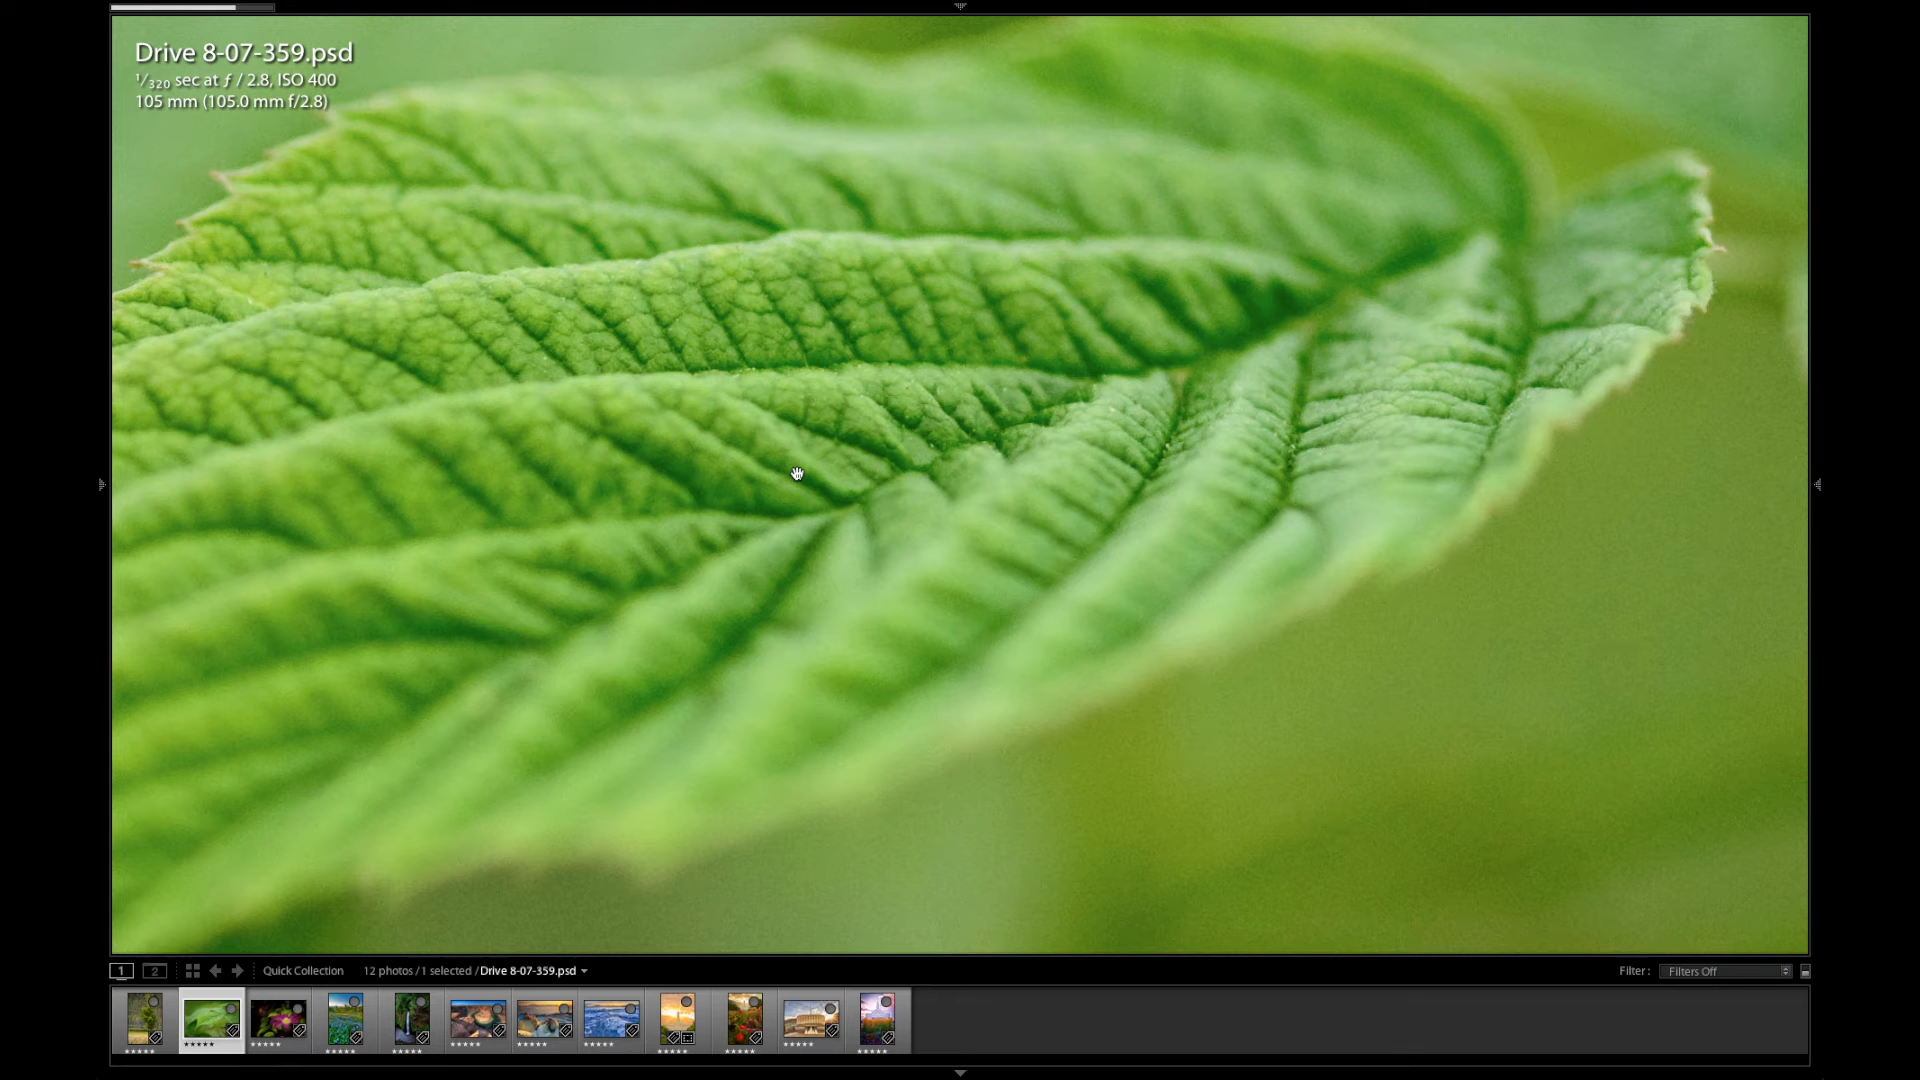 Drive 8-07-359.psd
1/320 sec at ƒ / 2.8, ISO 400
105 mm (105.0 mm f/2.8)
1 2 Quick Collection 12 photos / 1 selected / Drive 8-07-359.psd Filter : Filters Off